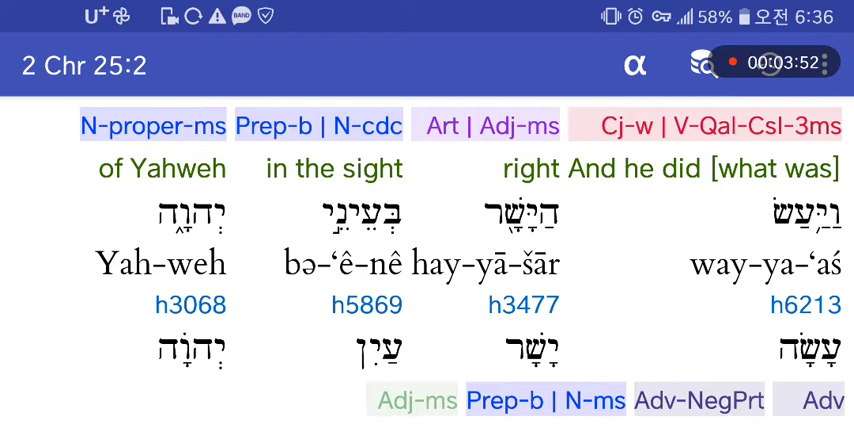 U+ BAND 58% 오전 6:36
2 Chr 25:2 α 00:03:52
N-proper-ms Prep-b | N-cdc Art | Adj-ms Cj-w | V-Qal-CsI-3ms
of Yahweh in the sight right And he did [what was]
יְהוָ֑ה בְּעֵינֵ֣י הַיָּשָׁ֖ר וַיַּ֥עַשׂ
Yah-weh bə-‘ê-nê hay-yā-šār way-ya-‘aś
h3068 h5869 h3477 h6213
יְהוָֹה עַיִן יָשָׁר עָשָׂה
Adj-ms Prep-b | N-ms Adv-NegPrt Adv